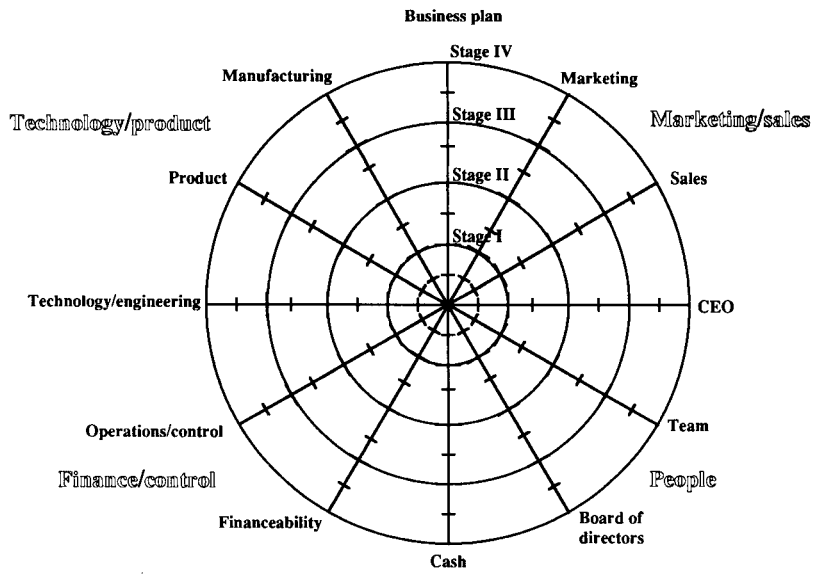 Business plan
Stage IV
Manufacturing
Marketing
Technology/product
Marketing/sales
Stage III
Product
Stage II
Sales
Stage I
Technology/engineering
CEO
Operations/control
Team
Finance/control
People
Financeability
Board of
directors
Cash